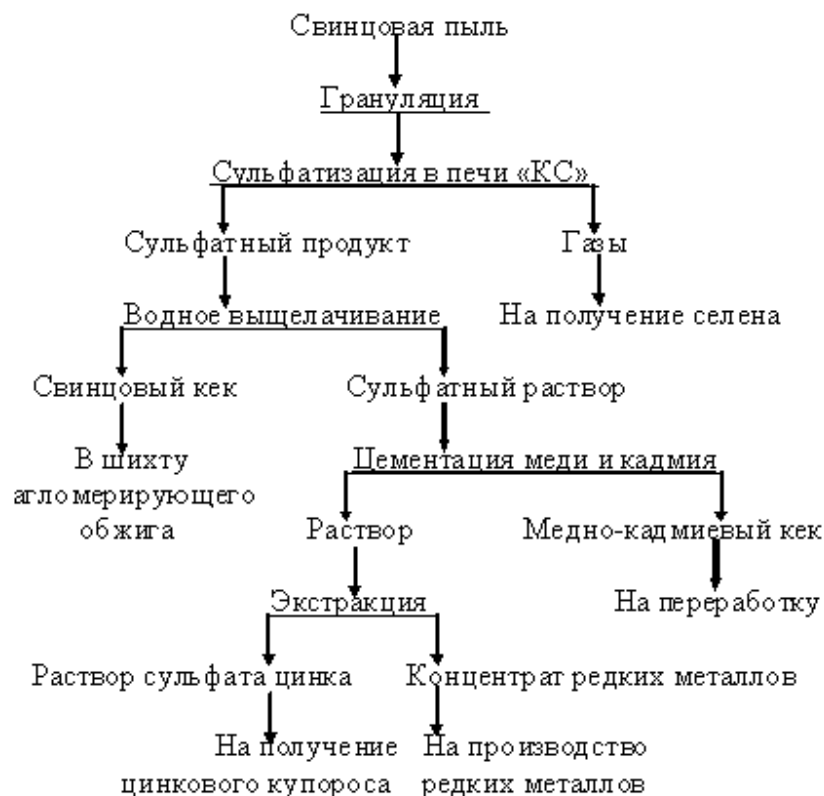 Свинцовая пыль
Грануляция
Сульфатизация в печи «КС»
Сульфатный продукт
Газы
Водное выщелачивание
На получение селена
Свинцовый кек
Сульфатный раствор
В шихту
агломерирующего
обжига
Цементация меди и кадмия
Раствор
Медно-кадмиевый кек
Экстракция
На переработку
Раствор сульфата цинка
Концентрат редких металлов
На получение
цинкового купороса
На производство
редких металлов